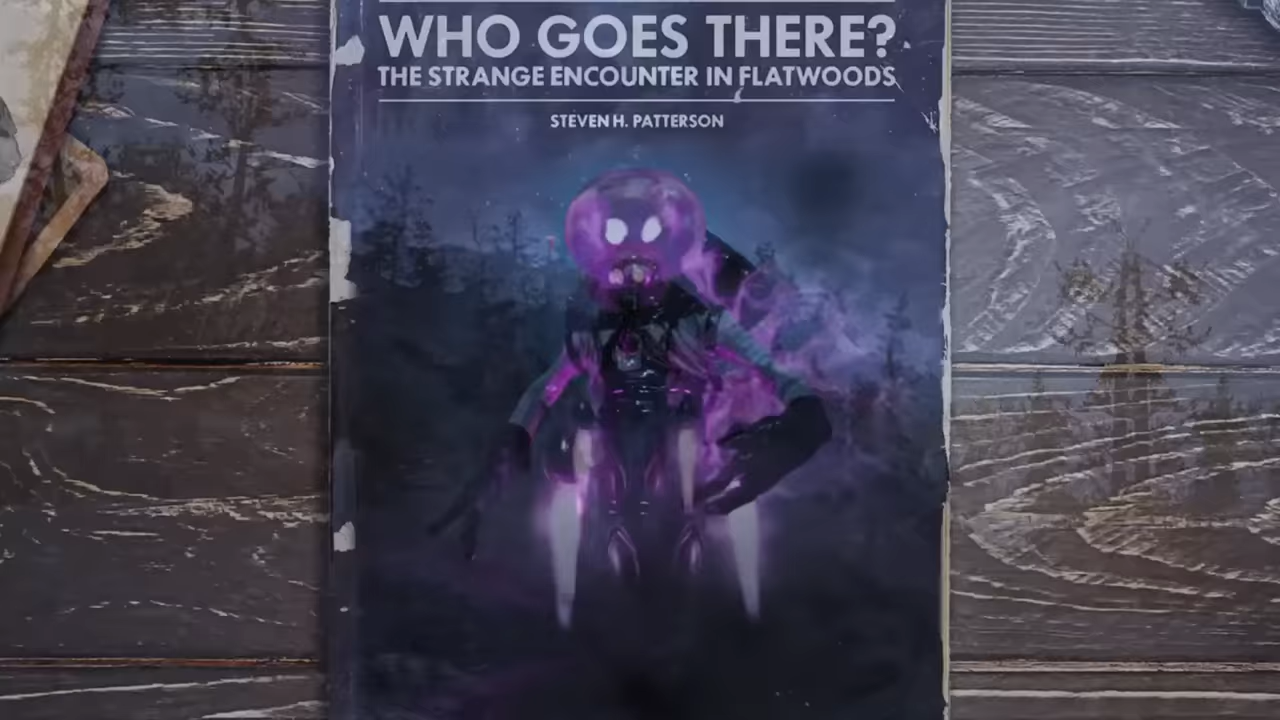 WHO GOES THERE?
THE STRANGE ENCOUNTER IN FLATWOODS
STEVEN H. PATTERSON